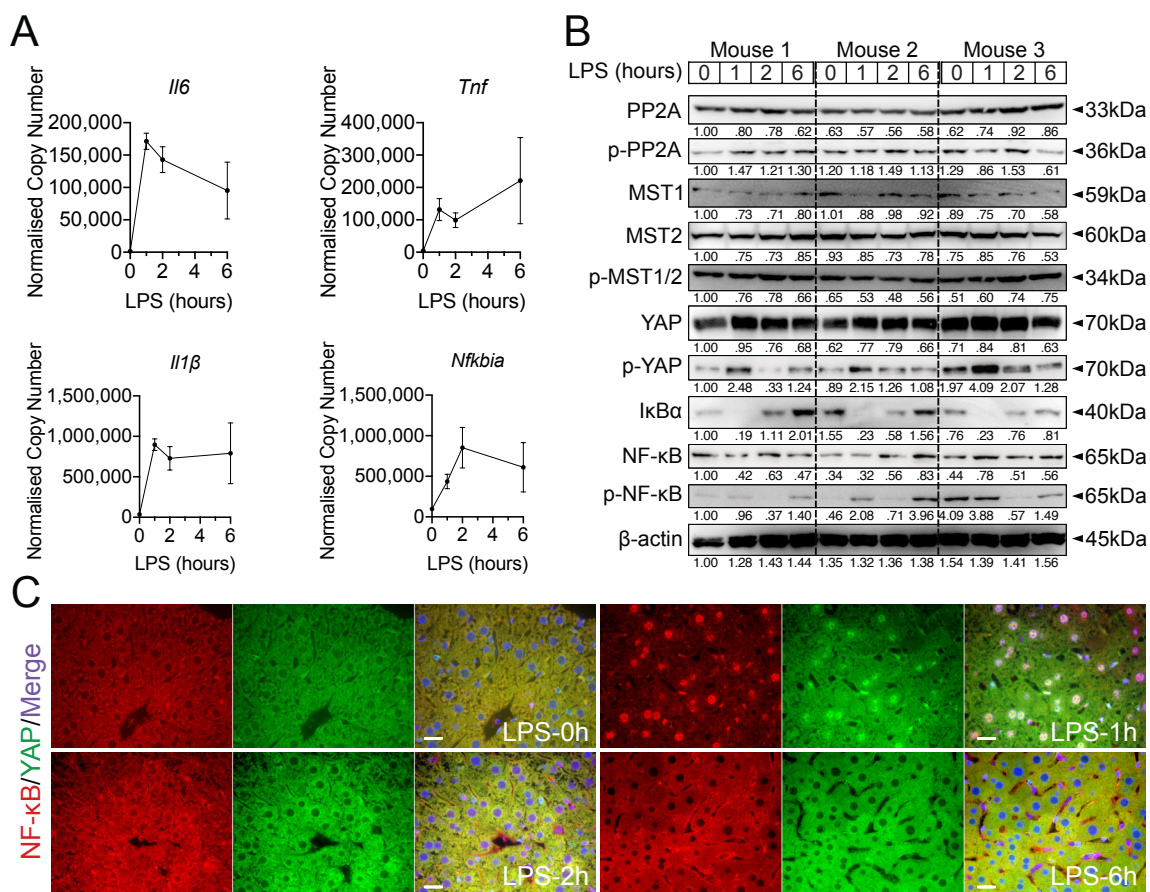 A
Il6
Normalised Copy Number
200,000
150,000
100,000
50,000
0
0 2 4 6
LPS (hours)
Tnf
Normalised Copy Number
400,000
300,000
200,000
100,000
0
0 2 4 6
LPS (hours)
Il1β
Normalised Copy Number
1,500,000
1,000,000
500,000
0
0 2 4 6
LPS (hours)
Nfkbia
Normalised Copy Number
1,500,000
1,000,000
500,000
0
0 2 4 6
LPS (hours)
B
Mouse 1 Mouse 2 Mouse 3
LPS (hours) 0 1 2 6 0 1 2 6 0 1 2 6
PP2A 33kDa
1.00 .80 .78 .62 .63 .57 .56 .58 .62 .74 .92 .86
p-PP2A 36kDa
1.00 1.47 1.21 1.30 1.20 1.18 1.49 1.13 1.29 .86 1.53 .61
MST1 59kDa
1.00 .73 .71 .80 1.01 .88 .98 .92 .89 .75 .70 .58
MST2 60kDa
1.00 .75 .73 .85 .93 .85 .73 .78 .75 .85 .76 .53
p-MST1/2 34kDa
1.00 .76 .78 .66 .65 .53 .48 .56 .51 .60 .74 .75
YAP 70kDa
1.00 .95 .76 .68 .62 .77 .79 .66 .71 .84 .81 .63
p-YAP 70kDa
1.00 2.48 .33 1.24 .89 2.15 1.26 1.08 1.97 4.09 2.07 1.28
IκBα 40kDa
1.00 .19 1.11 2.01 1.55 .23 .58 1.56 .76 .23 .76 .81
NF-κB 65kDa
1.00 .42 .63 .47 .34 .32 .56 .83 .44 .78 .51 .56
p-NF-κB 65kDa
1.00 .96 .37 1.40 .46 2.08 .71 3.96 4.09 3.88 .57 1.49
β-actin 45kDa
1.00 1.28 1.43 1.44 1.35 1.32 1.36 1.38 1.54 1.39 1.41 1.56
C
NF-κB/YAP/Merge
LPS-0h
LPS-1h
LPS-2h
LPS-6h